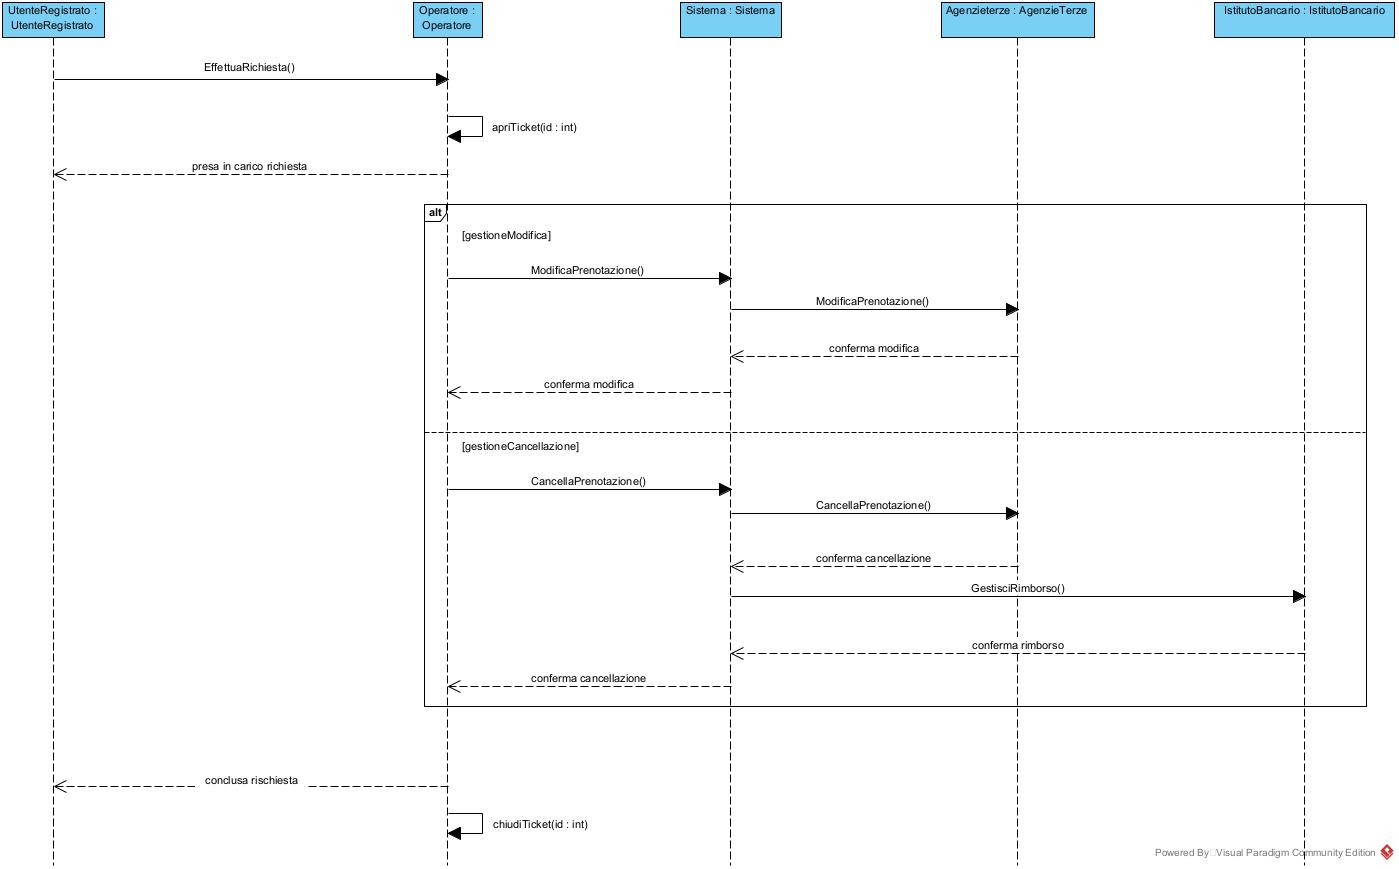 UtenteRegistrato :
UtenteRegistrato
Operatore :
Operatore
Sistema : Sistema
Agenzieterze : AgenzieTerze
IstitutoBancario : IstitutoBancario
EffettuaRichiesta()
apriTicket(id : int)
presa in carico richiesta
alt
[gestioneModifica]
ModificaPrenotazione()
ModificaPrenotazione()
conferma modifica
conferma modifica
[gestioneCancellazione]
CancellaPrenotazione()
CancellaPrenotazione()
conferma cancellazione
GestisciRimborso()
conferma rimborso
conferma cancellazione
conclusa rischiesta
chiudiTicket(id : int)
Powered By Visual Paradigm Community Edition